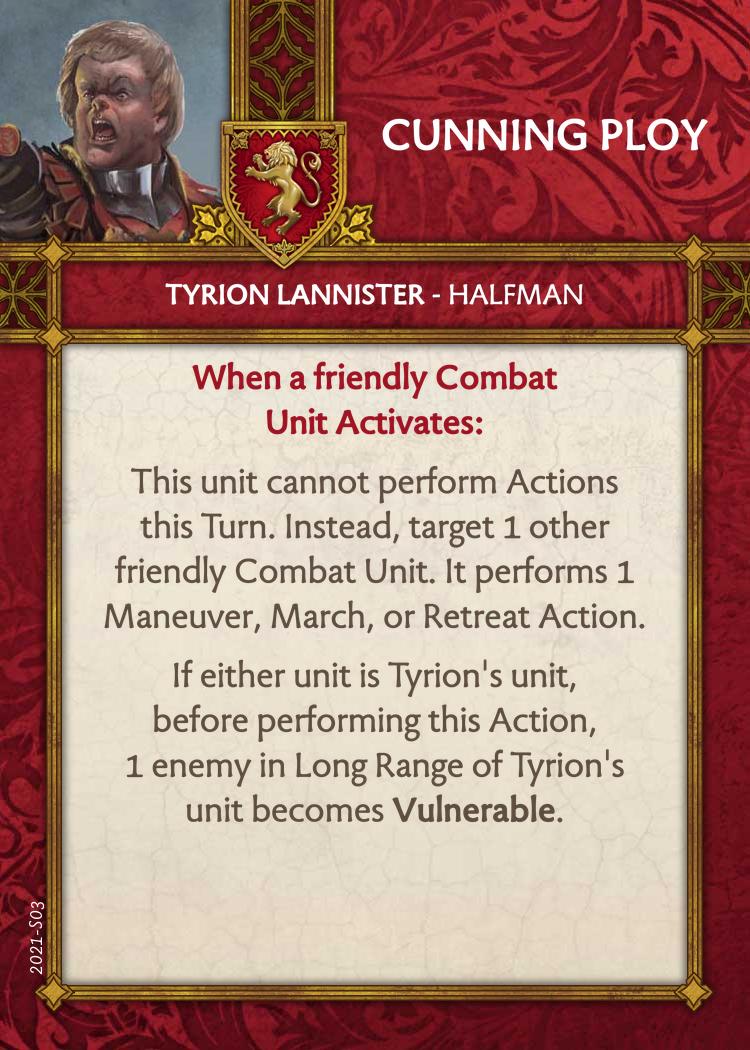 CUNNING PLOY
TYRION LANNISTER - HALFMAN
When a friendly Combat
Unit Activates:
This unit cannot perform Actions
this Turn. Instead, target 1 other
friendly Combat Unit. It performs 1
Maneuver, March, or Retreat Action.
If either unit is Tyrion's unit,
before performing this Action,
1 enemy in Long Range of Tyrion's
unit becomes Vulnerable.
2021-S03